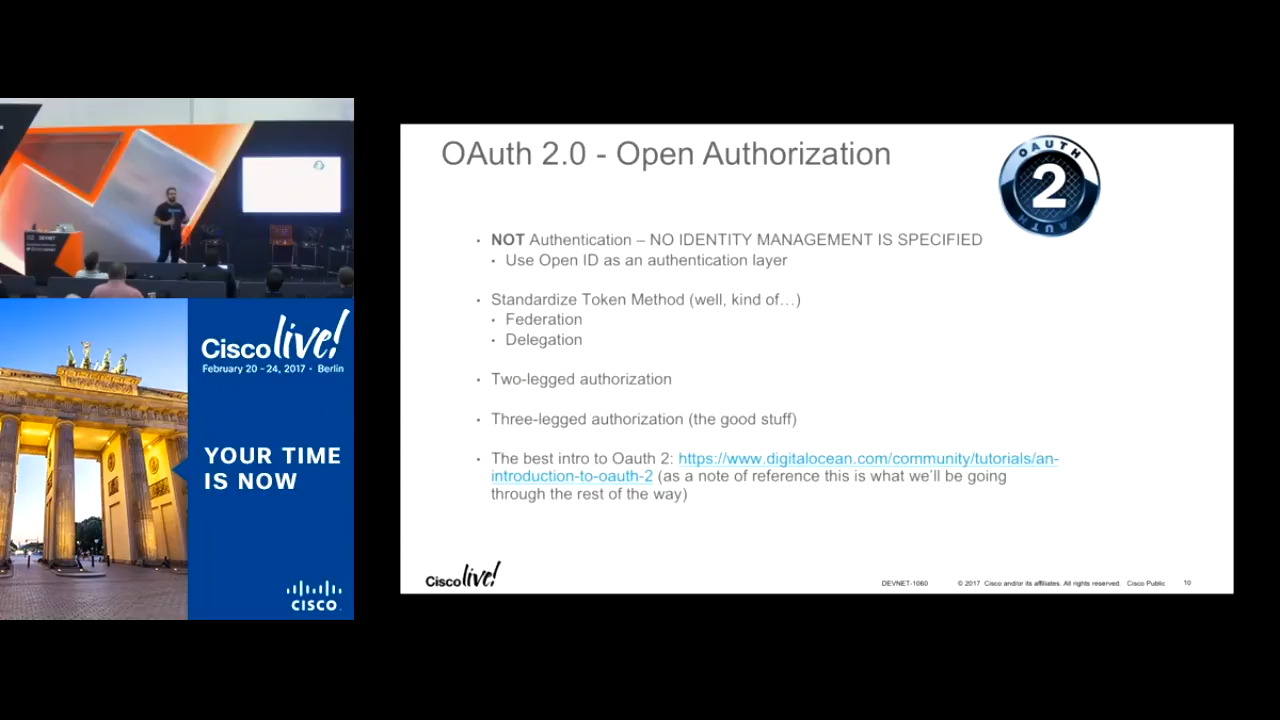 OAuth 2.0 - Open Authorization
OAUTH
2
AUTH
• NOT Authentication – NO IDENTITY MANAGEMENT IS SPECIFIED
• Use Open ID as an authentication layer
• Standardize Token Method (well, kind of…)
• Federation
• Delegation
• Two-legged authorization
• Three-legged authorization (the good stuff)
• The best intro to Oauth 2: https://www.digitalocean.com/community/tutorials/an-
introduction-to-oauth-2 (as a note of reference this is what we'll be going
through the rest of the way)
Cisco live!
DEVNET-1060 © 2017 Cisco and/or its affiliates. All rights reserved. Cisco Public 10
Cisco live!
February 20 - 24, 2017 • Berlin
YOUR TIME
IS NOW
CISCO